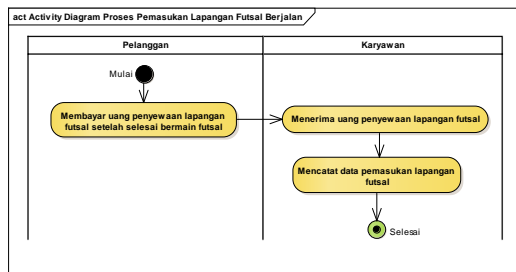 act Activity Diagram Proses Pemasukan Lapangan Futsal Berjalan
Pelanggan
Karyawan
Mulai
Membayar uang penyewaan lapangan
futsal setelah selesai bermain futsal
Menerima uang penyewaan lapangan futsal
Mencatat data pemasukan lapangan
futsal
Selesai